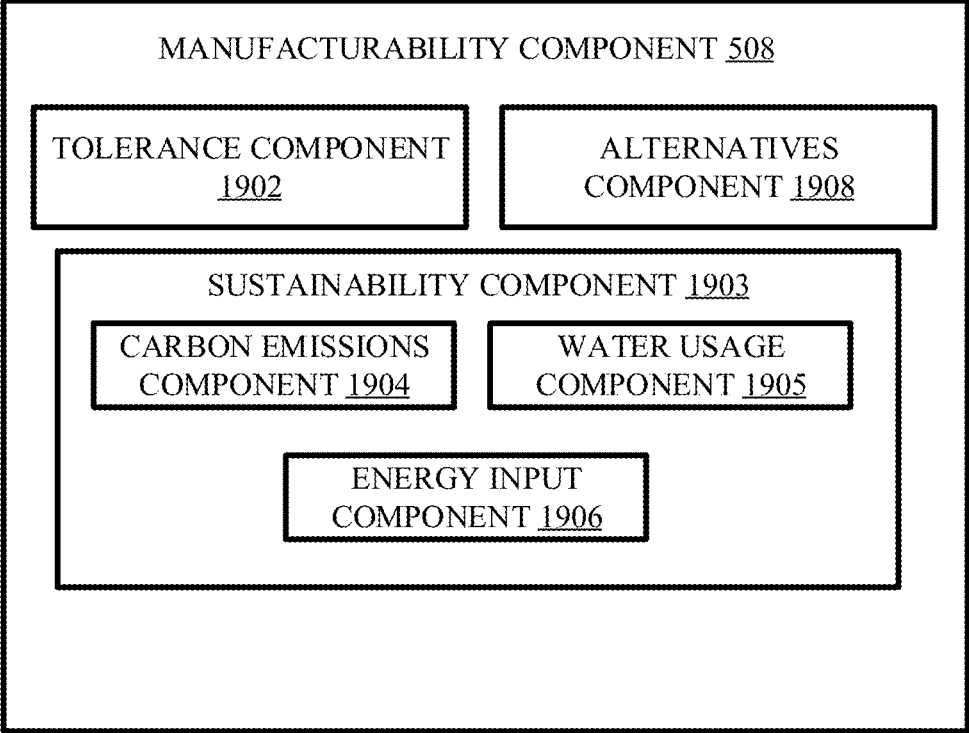 MANUFACTURABILITY COMPONENT 508
TOLERANCE COMPONENT
1902
ALTERNATIVES
COMPONENT 1908
SUSTAINABILITY COMPONENT 1903
CARBON EMISSIONS
COMPONENT 1904
WATER USAGE
COMPONENT 1905
ENERGY INPUT
COMPONENT 1906